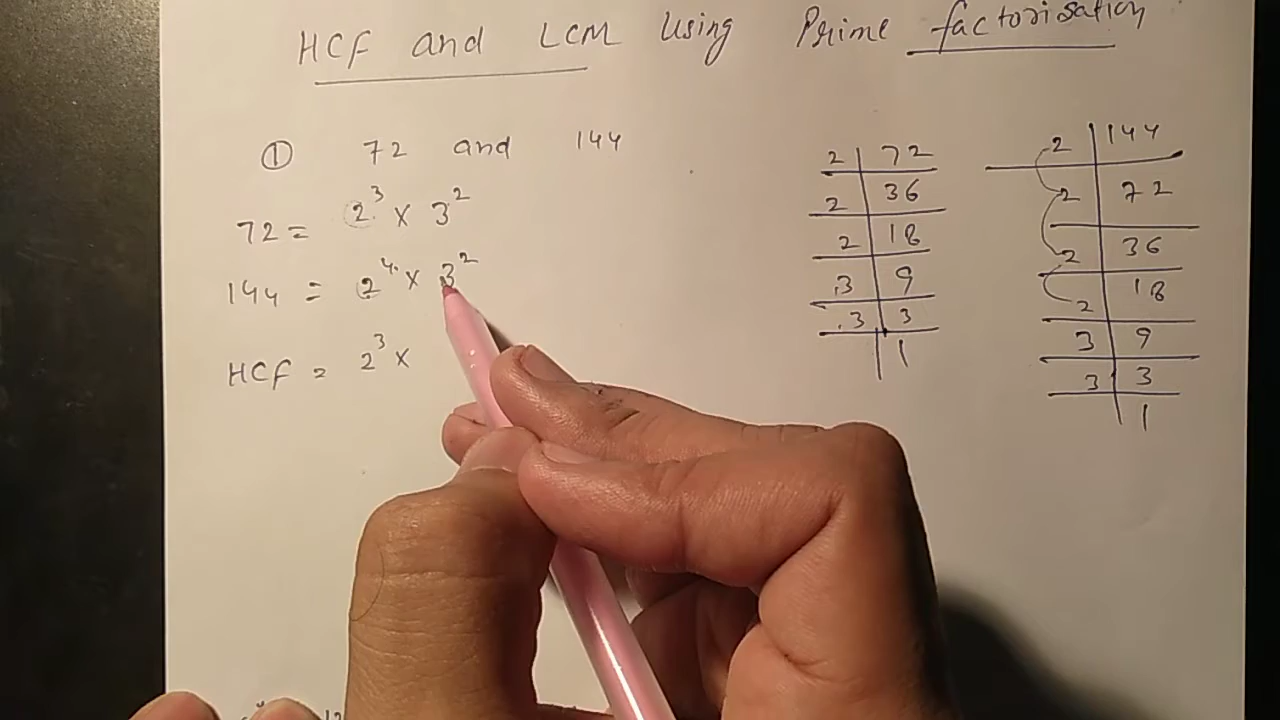 HCF and LCM Using Prime factorisation
① 72 and 144
72 = 2³ × 3²
144 = 2⁴ × 3²
HCF = 2³ ×
2 | 72
2 | 36
2 | 18
3 | 9
3 | 3
| 1
2 | 144
2 | 72
2 | 36
2 | 18
3 | 9
3 | 3
| 1